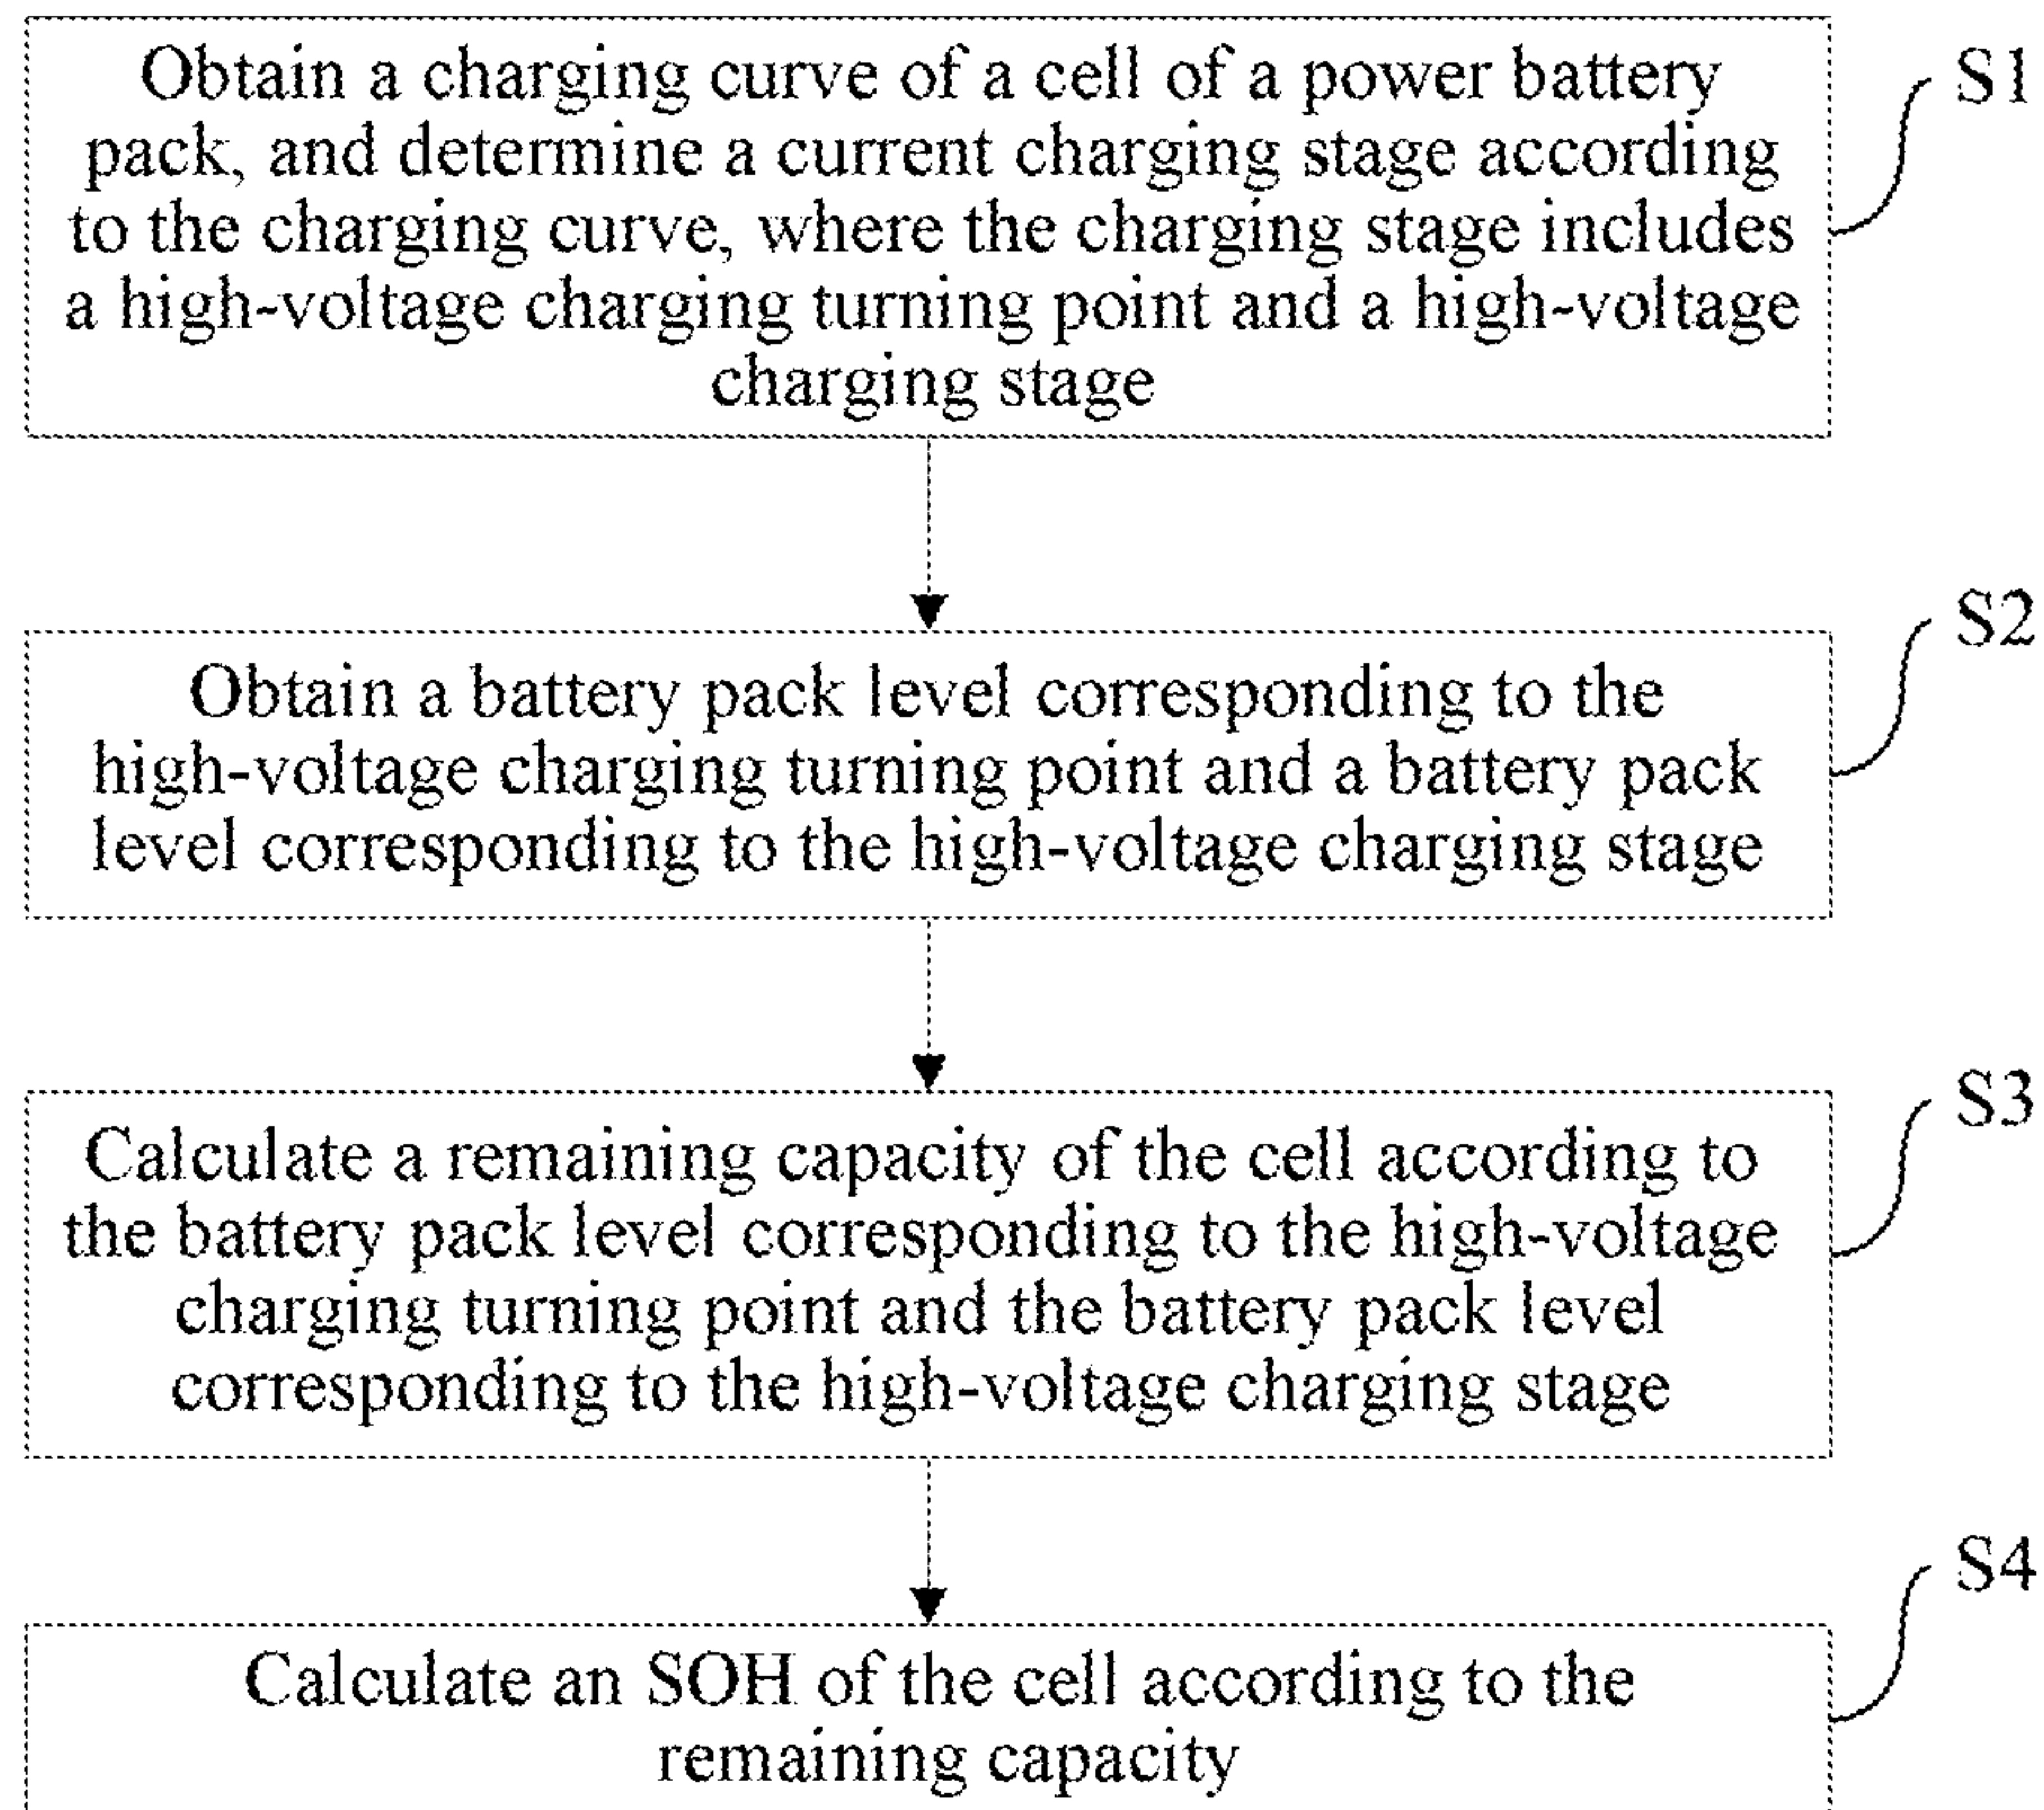 Obtain a charging curve of a cell of a power battery
pack, and determine a current charging stage according
to the charging curve, where the charging stage includes
a high-voltage charging turning point and a high-voltage
charging stage
S1
Obtain a battery pack level corresponding to the
high-voltage charging turning point and a battery pack
level corresponding to the high-voltage charging stage
S2
Calculate a remaining capacity of the cell according to
the battery pack level corresponding to the high-voltage
charging turning point and the battery pack level
corresponding to the high-voltage charging stage
S3
Calculate an SOH of the cell according to the
remaining capacity
S4